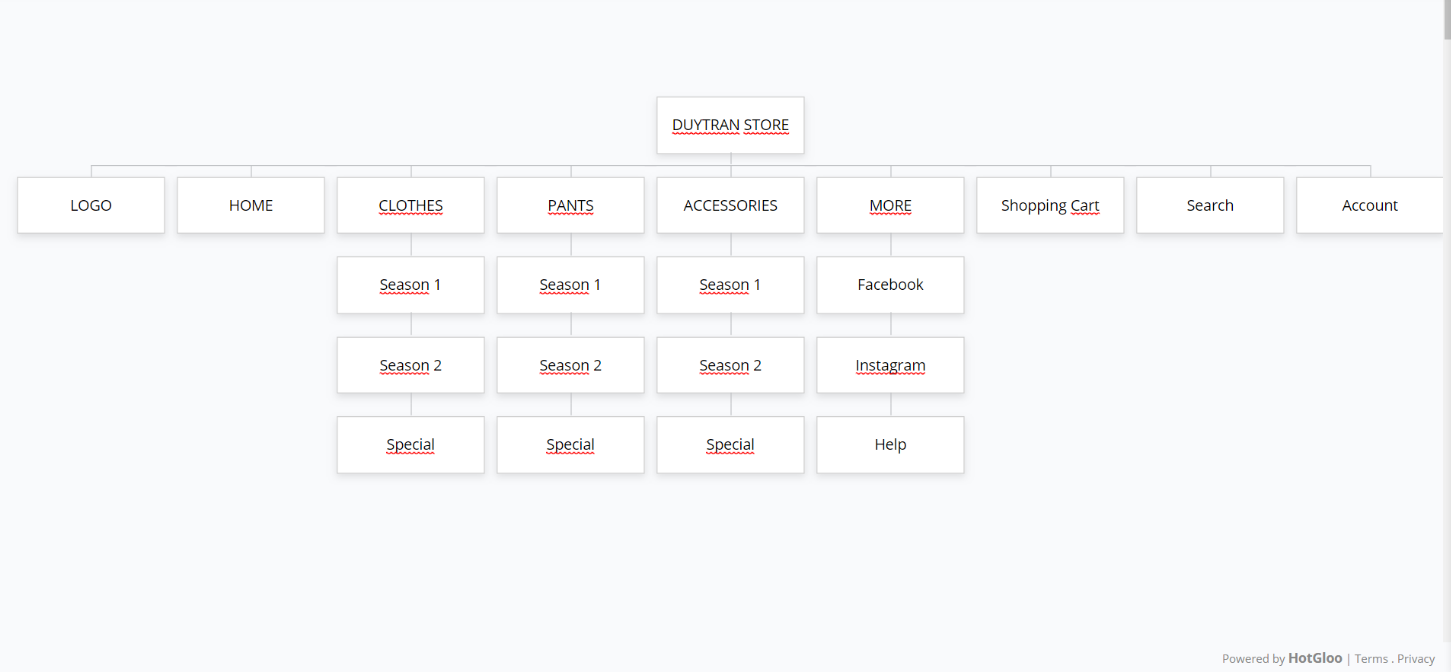 DUYTRAN STORE
LOGO HOME CLOTHES PANTS ACCESSORIES MORE Shopping Cart Search Account
Season 1 Season 1 Season 1 Facebook
Season 2 Season 2 Season 2 Instagram
Special Special Special Help
Powered by HotGloo | Terms . Privacy